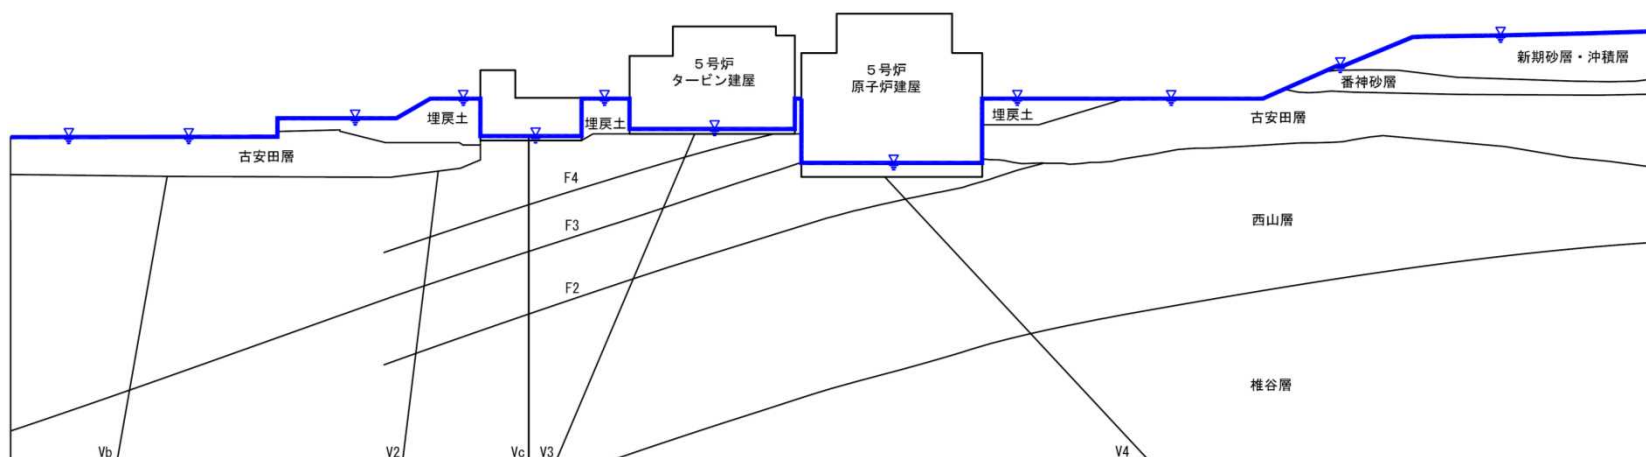 5号炉
タービン建屋
5号炉
原子炉建屋
新期砂層・沖積層
番神砂層
埋戻土
埋戻土
埋戻土
古安田層
古安田層
F4
F3
西山層
F2
椎谷層
Vb
V2
Vc
V3
V4